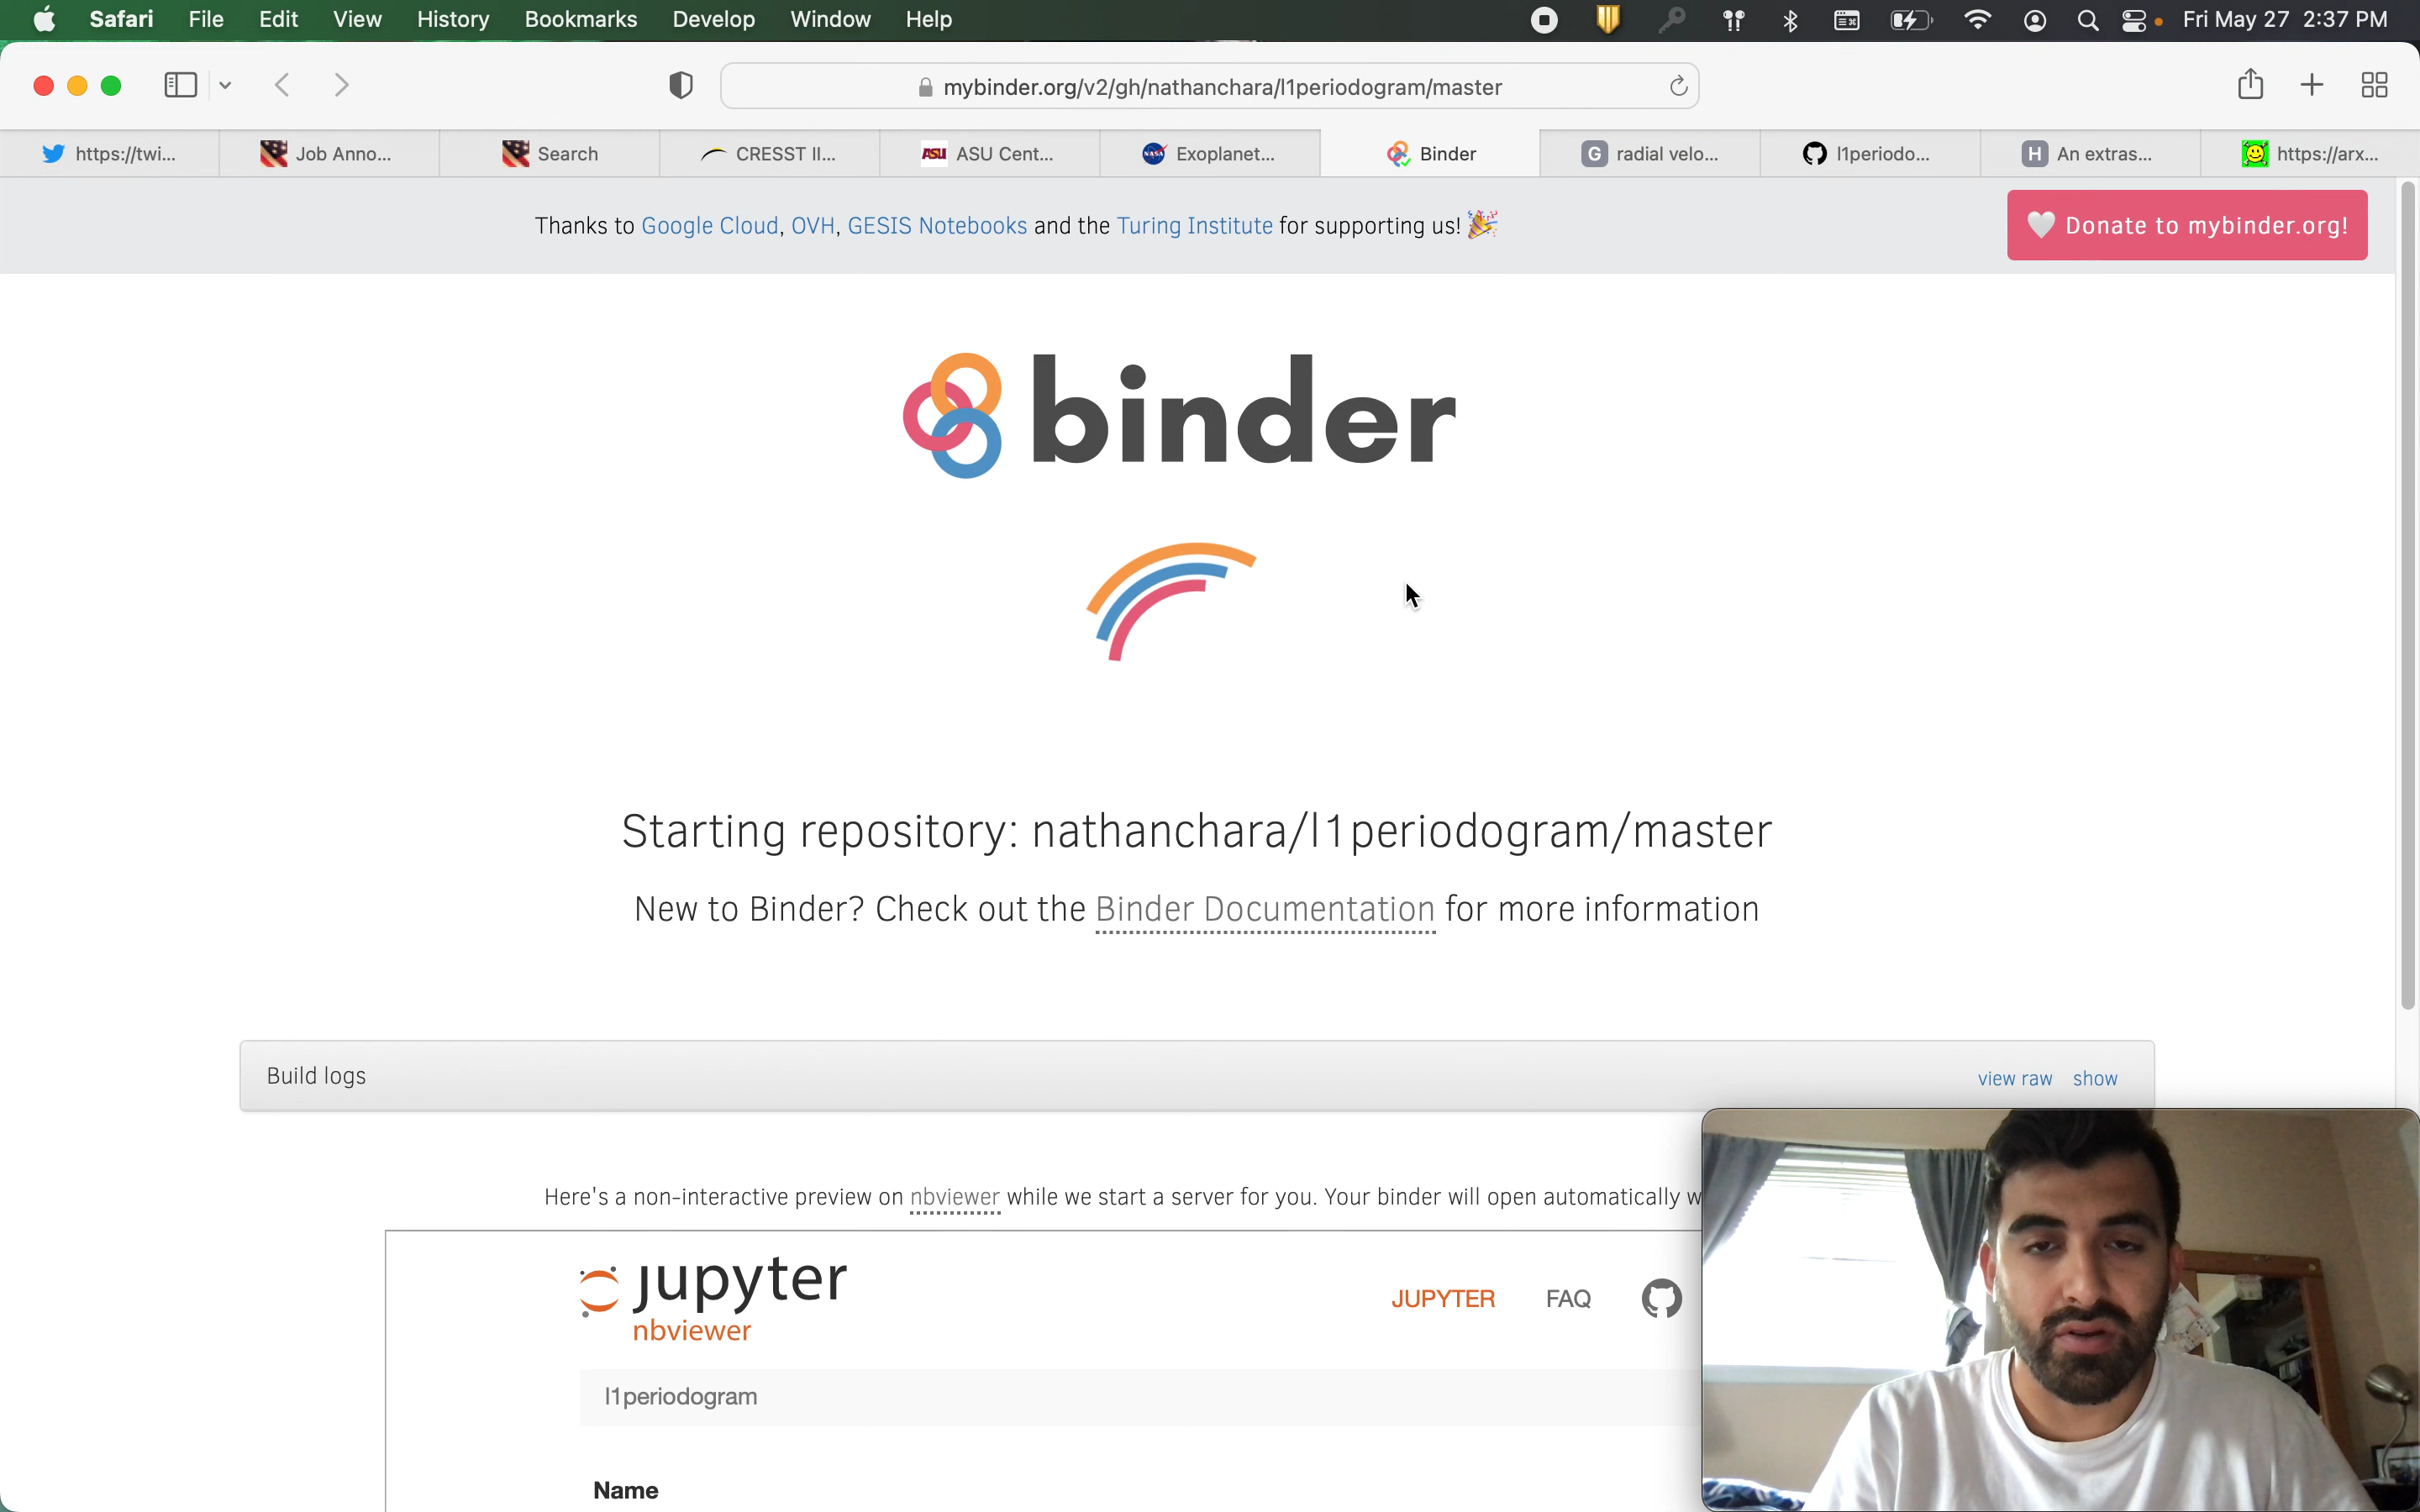 Safari File Edit View History Bookmarks Develop Window Help Fri May 27 2:37 PM
mybinder.org/v2/gh/nathanchara/l1periodogram/master
https://twi... Job Anno... Search CRESST II... ASU ASU Cent... NASA Exoplanet... Binder G radial velo... l1periodo... H An extras... https://arx...
Thanks to Google Cloud, OVH, GESIS Notebooks and the Turing Institute for supporting us! 🎉
🤍 Donate to mybinder.org!
binder
Starting repository: nathanchara/l1periodogram/master
New to Binder? Check out the Binder Documentation for more information
Build logs view raw show
Here's a non-interactive preview on nbviewer while we start a server for you. Your binder will open automatically w
jupyter
nbviewer
JUPYTER FAQ
l1periodogram
Name